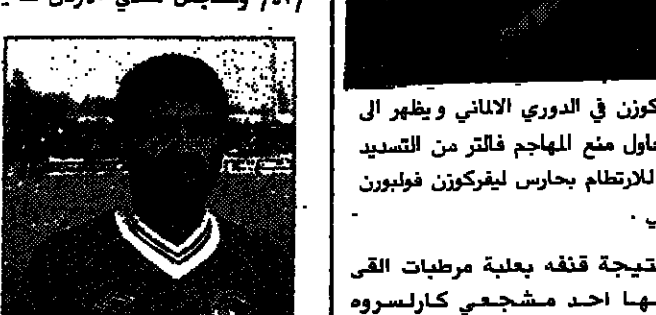 كوزن في الدوري الالماني ويظهر الى
حاول منع المهاجم فالتر من التسديد
للارتطام بحارس ليفركوزن فولبورن
ي .
نتيجة قذفه بعلبة مرطبات القى
بها احد مشجعي كارلسروه